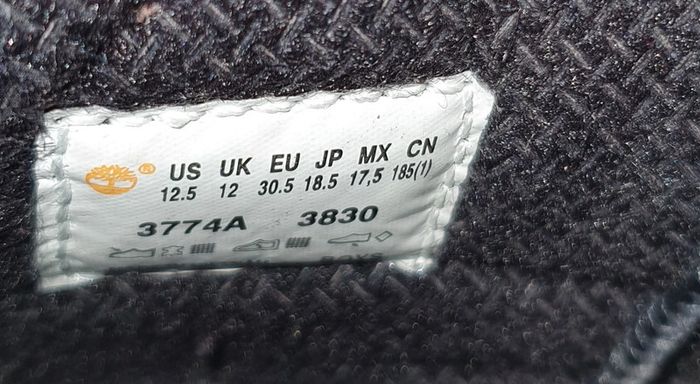 ® US UK EU JP MX CN
12.5 12 30.5 18.5 17,5 185(1)
3774A 3830
BOYS